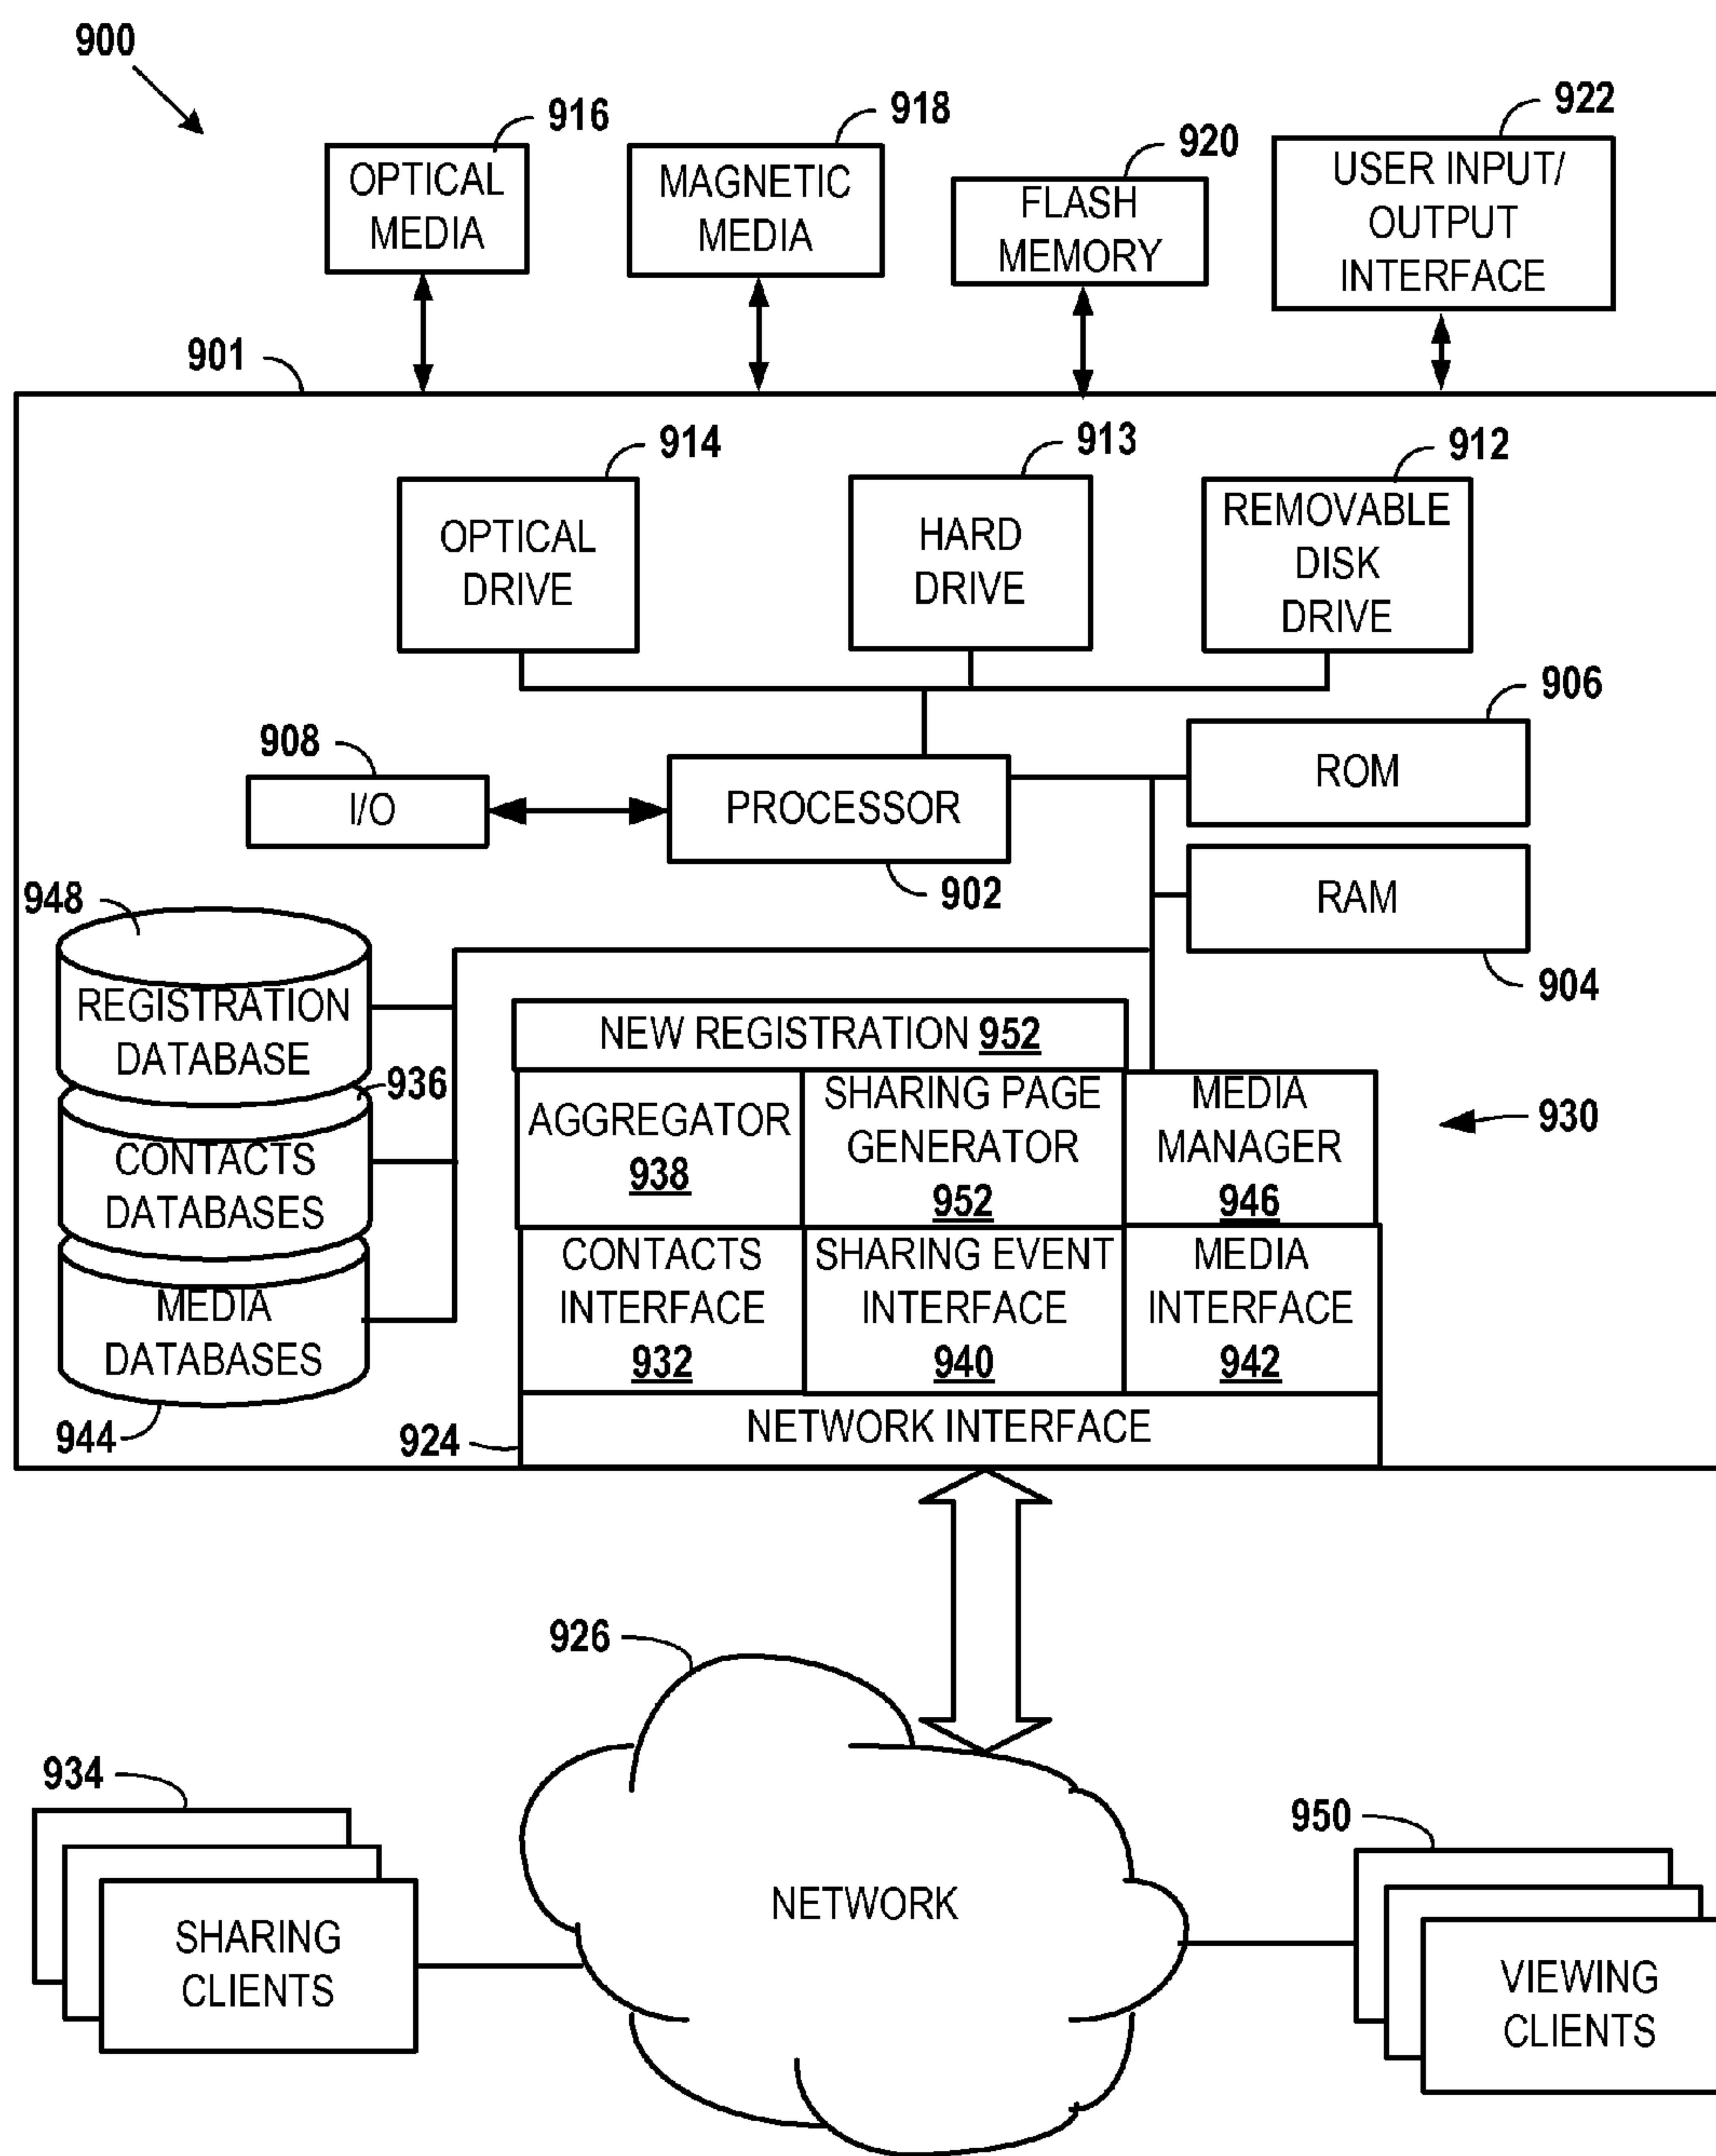 900
916
918
920
922
OPTICAL
MEDIA
MAGNETIC
MEDIA
FLASH
MEMORY
USER INPUT/
OUTPUT
INTERFACE
901
914
913
912
OPTICAL
DRIVE
HARD
DRIVE
REMOVABLE
DISK
DRIVE
906
908
ROM
I/O
PROCESSOR
902
RAM
904
948
REGISTRATION
DATABASE
936
CONTACTS
DATABASES
MEDIA
DATABASES
944
NEW REGISTRATION 952
AGGREGATOR
938
SHARING PAGE
GENERATOR
952
MEDIA
MANAGER
946
930
CONTACTS
INTERFACE
932
SHARING EVENT
INTERFACE
940
MEDIA
INTERFACE
942
924
NETWORK INTERFACE
926
934
950
NETWORK
SHARING
CLIENTS
VIEWING
CLIENTS